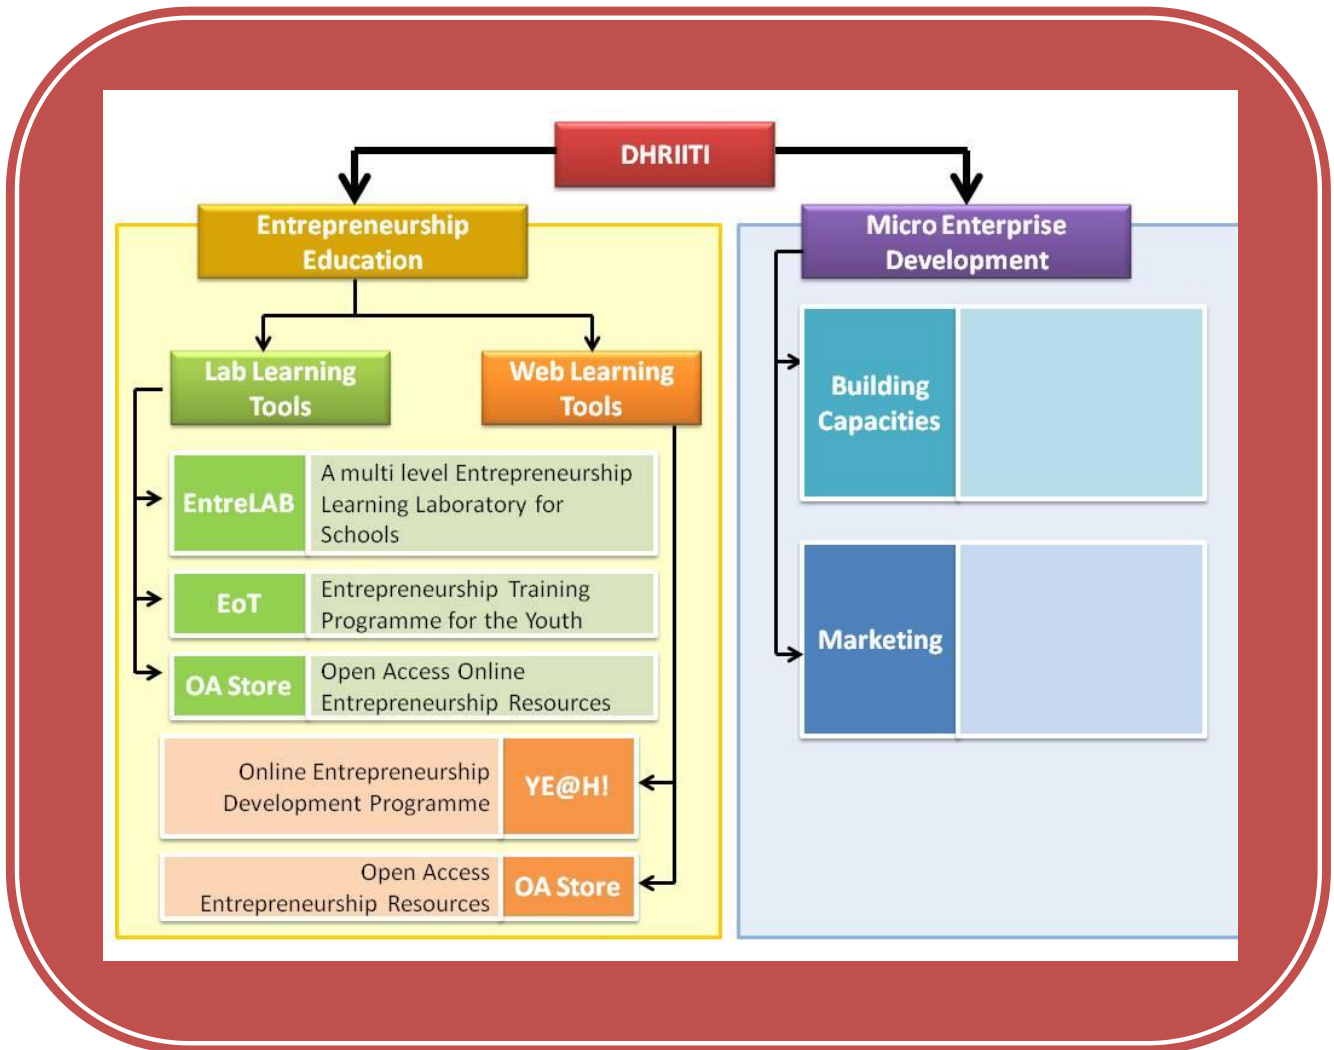 DHRIITI
Entrepreneurship
Education
Lab Learning
Tools
Web Learning
Tools
EntreLAB
A multi level Entrepreneurship
Learning Laboratory for
Schools
EoT
Entrepreneurship Training
Programme for the Youth
OA Store
Open Access Online
Entrepreneurship Resources
Online Entrepreneurship
Development Programme
YE@H!
Open Access
Entrepreneurship Resources
OA Store
Micro Enterprise
Development
Building
Capacities
Marketing